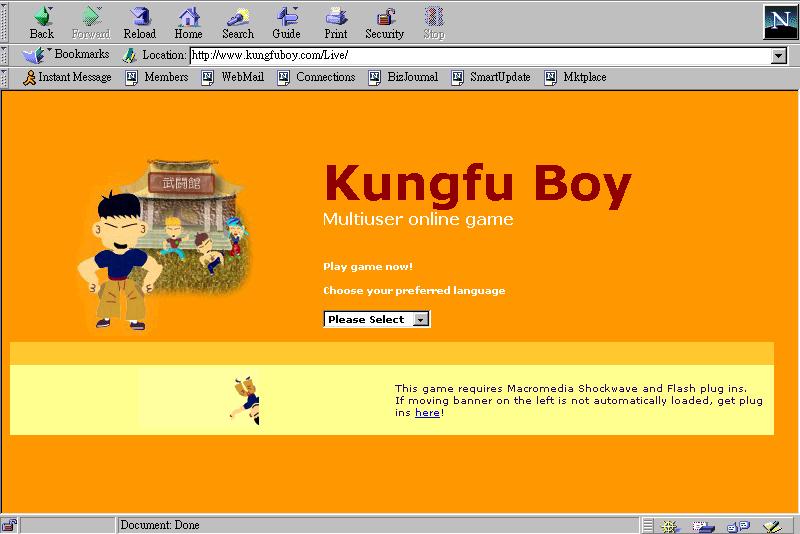 Back Forward Reload Home Search Guide Print Security Stop N
Bookmarks Location: http://www.kungfuboy.com/Live/
Instant Message Members WebMail Connections BizJournal SmartUpdate Mktplace
武鬪館
Kungfu Boy
Multiuser online game
Play game now!
Choose your preferred language
Please Select
This game requires Macromedia Shockwave and Flash plug ins.
If moving banner on the left is not automatically loaded, get plug
ins here!
Document: Done